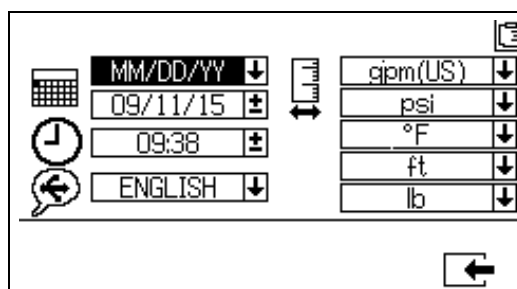 MM/DD/YY
09/11/15
09:38
ENGLISH
gpm(US)
psi
°F
ft
lb